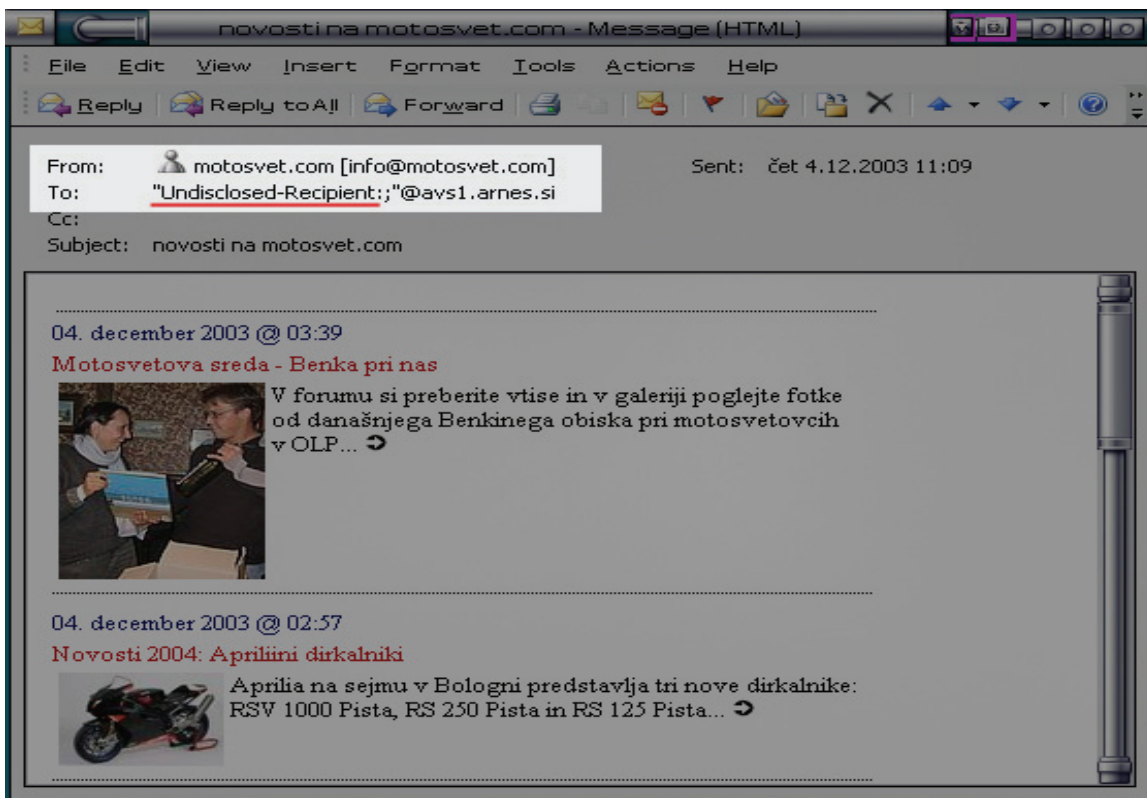 novosti na motosvet.com - Message (HTML)
File Edit View Insert Format Tools Actions Help
Reply Reply to All Forward
From: motosvet.com [info@motosvet.com] Sent: čet 4.12.2003 11:09
To: "Undisclosed-Recipient:;"@avs1.arnes.si
Cc:
Subject: novosti na motosvet.com
04. december 2003 @ 03:39
Motosvetova sreda - Benka pri nas
V forumu si preberite vtise in v galeriji poglejte fotke
od današnjega Benkinega obiska pri motosvetovcih
v OLP...
04. december 2003 @ 02:57
Novosti 2004: Apriliini dirkalniki
Aprilia na sejmu v Bologni predstavlja tri nove dirkalnike:
RSV 1000 Pista, RS 250 Pista in RS 125 Pista...